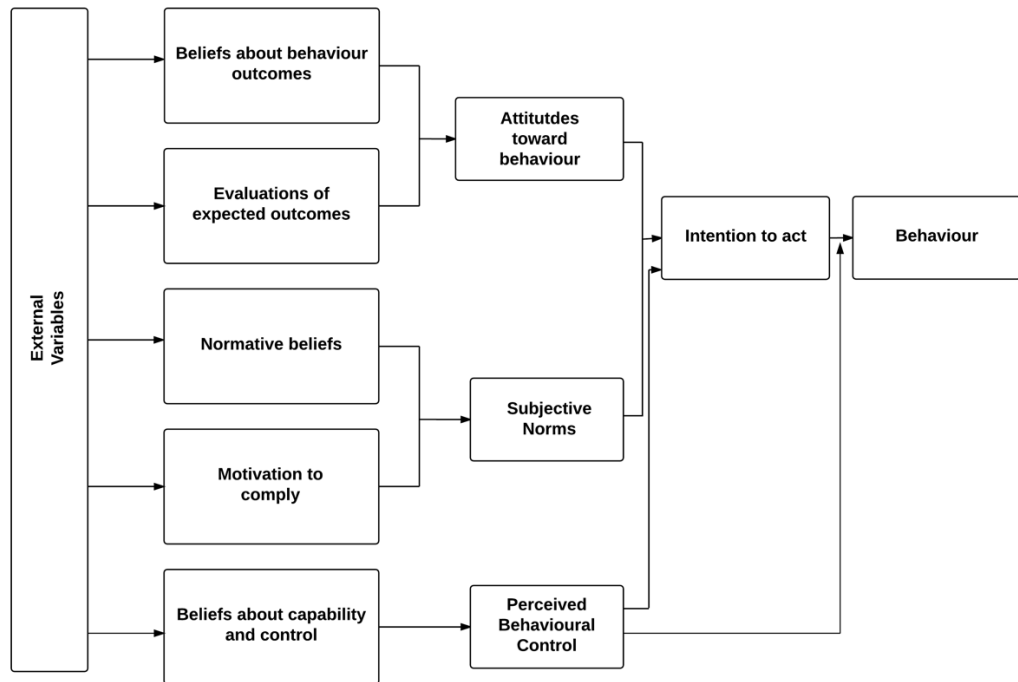 External
Variables
Beliefs about behaviour
outcomes
Evaluations of
expected outcomes
Normative beliefs
Motivation to
comply
Beliefs about capability
and control
Attitutdes
toward
behaviour
Subjective
Norms
Perceived
Behavioural
Control
Intention to act
Behaviour